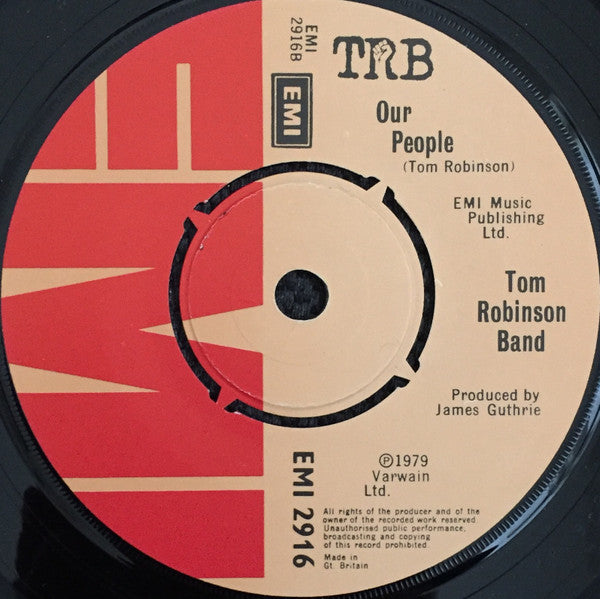 EMI
2916B
EMI
TRB
Our
People
(Tom Robinson)
EMI Music
Publishing
Ltd.
Tom
Robinson
Band
Produced by
James Guthrie
℗1979
Varwain
Ltd.
EMI 2916
All rights of the producer and of the
owner of the recorded work reserved
Unauthorised public performance,
broadcasting and copying
of this record prohibited
Made in
Gt. Britain
EMI